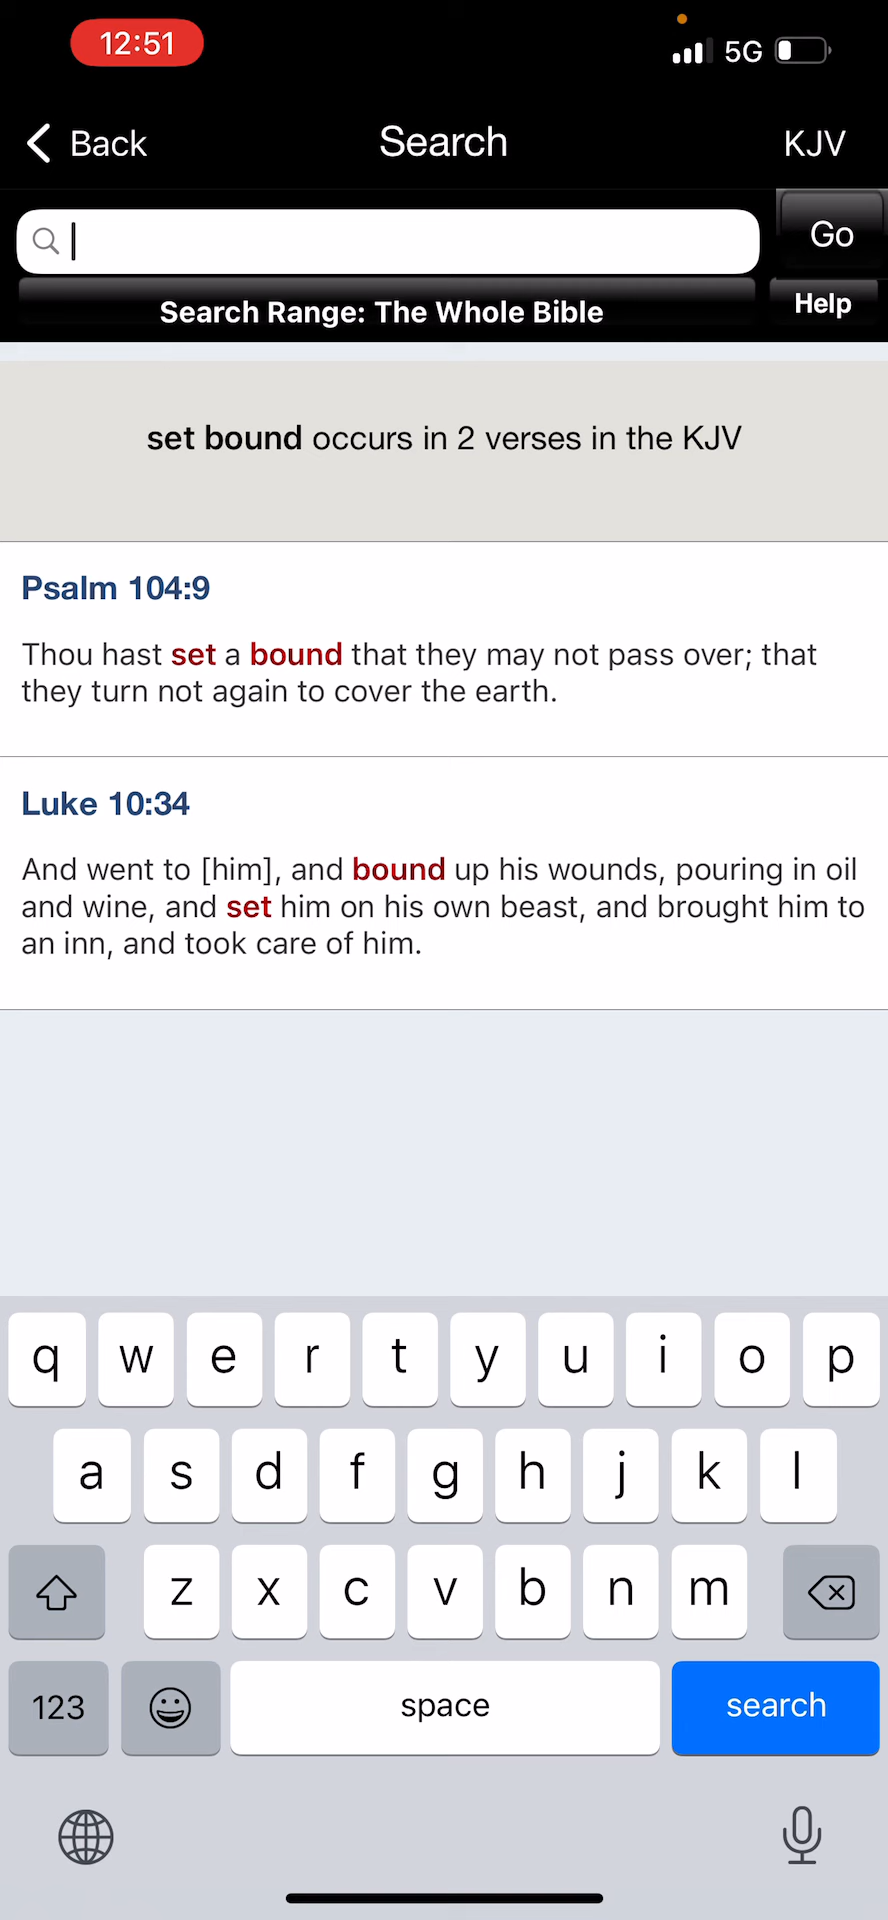 12:51
5G
Back
Search
KJV
Go
Search Range: The Whole Bible
Help
set bound occurs in 2 verses in the KJV
Psalm 104:9
Thou hast set a bound that they may not pass over; that
they turn not again to cover the earth.
Luke 10:34
And went to [him], and bound up his wounds, pouring in oil
and wine, and set him on his own beast, and brought him to
an inn, and took care of him.
q w e r t y u i o p
a s d f g h j k l
z x c v b n m
123
space
search